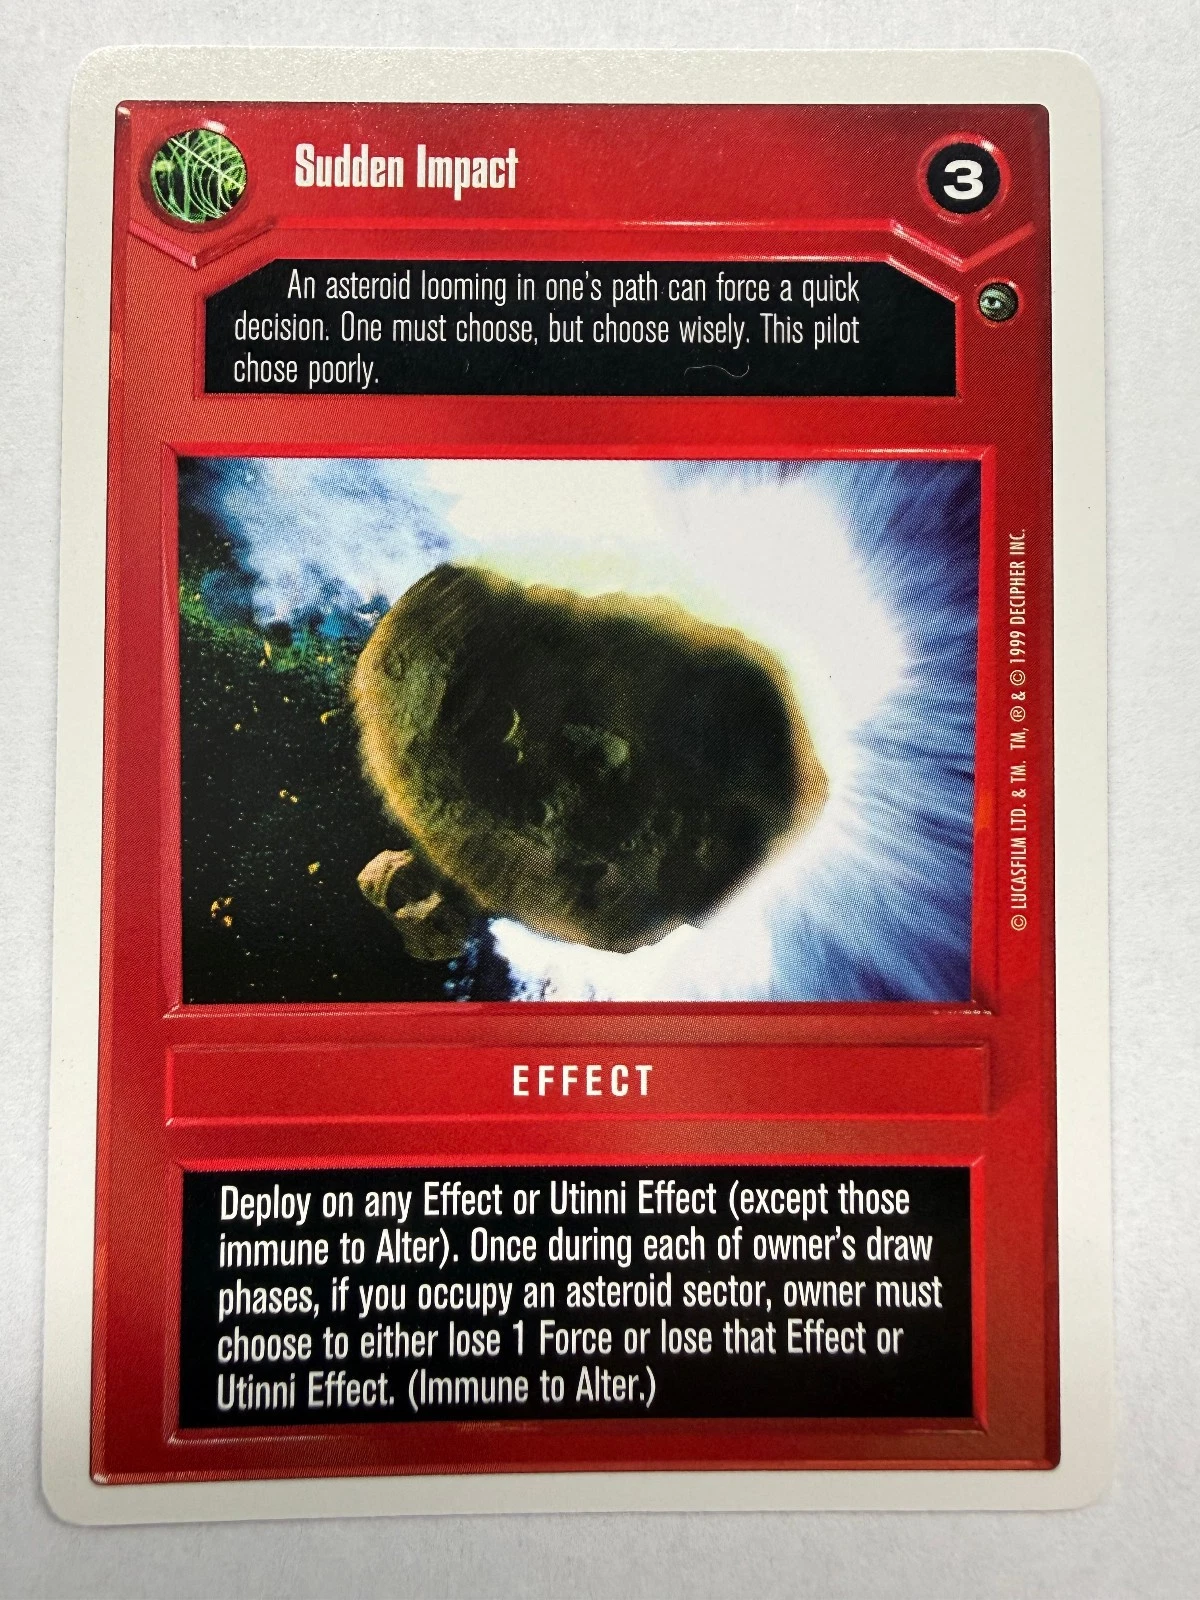 Sudden Impact
3
An asteroid looming in one's path can force a quick
decision. One must choose, but choose wisely. This pilot
chose poorly.
© LUCASFILM LTD. & TM. TM, ® & © 1999 DECIPHER INC.
EFFECT
Deploy on any Effect or Utinni Effect (except those
immune to Alter). Once during each of owner's draw
phases, if you occupy an asteroid sector, owner must
choose to either lose 1 Force or lose that Effect or
Utinni Effect. (Immune to Alter.)